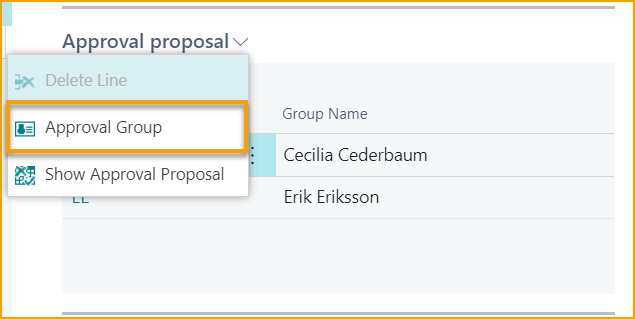 Approval proposal
Delete Line
Approval Group
Show Approval Proposal
Group Name
Cecilia Cederbaum
Erik Eriksson